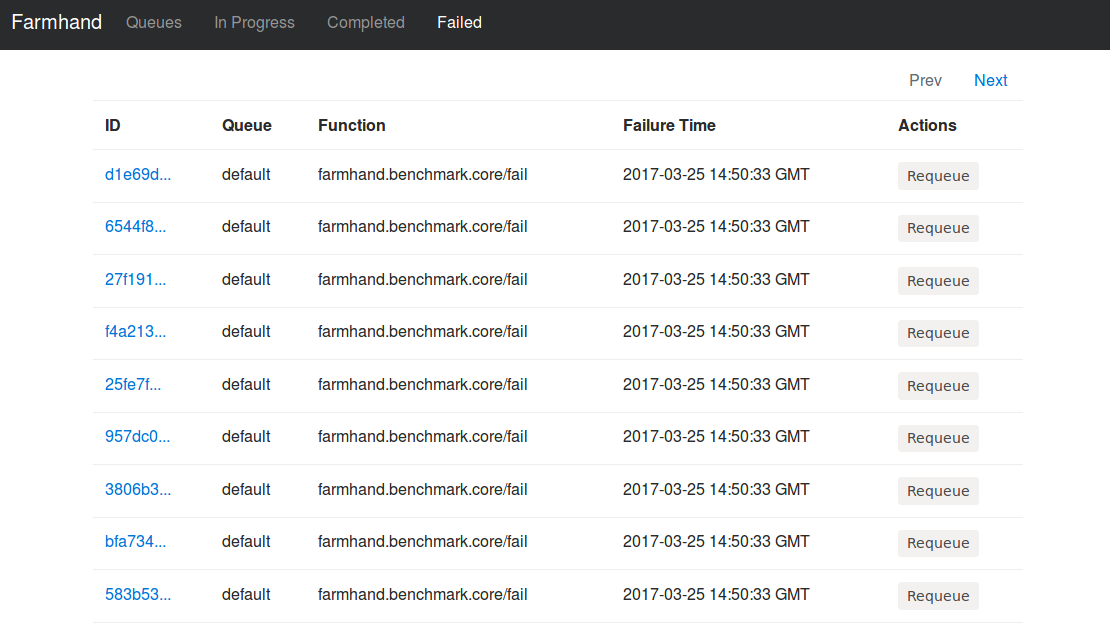 Farmhand Queues In Progress Completed Failed
Prev Next
ID Queue Function Failure Time Actions
d1e69d... default farmhand.benchmark.core/fail 2017-03-25 14:50:33 GMT Requeue
6544f8... default farmhand.benchmark.core/fail 2017-03-25 14:50:33 GMT Requeue
27f191... default farmhand.benchmark.core/fail 2017-03-25 14:50:33 GMT Requeue
f4a213... default farmhand.benchmark.core/fail 2017-03-25 14:50:33 GMT Requeue
25fe7f... default farmhand.benchmark.core/fail 2017-03-25 14:50:33 GMT Requeue
957dc0... default farmhand.benchmark.core/fail 2017-03-25 14:50:33 GMT Requeue
3806b3... default farmhand.benchmark.core/fail 2017-03-25 14:50:33 GMT Requeue
bfa734... default farmhand.benchmark.core/fail 2017-03-25 14:50:33 GMT Requeue
583b53... default farmhand.benchmark.core/fail 2017-03-25 14:50:33 GMT Requeue